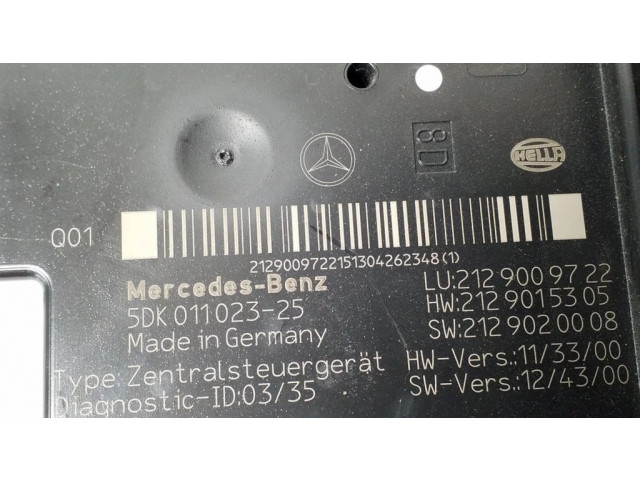 8D
HELLA
Q01
2129009722151304262348(1)
Mercedes-Benz
5DK 011 023-25
Made in Germany
Type: Zentralsteuergerät
Diagnostic-ID:03/35
LU:212 900 97 22
HW:212 901 53 05
SW:212 902 00 08
HW-Vers.:11/33/00
SW-Vers.:12/43/00